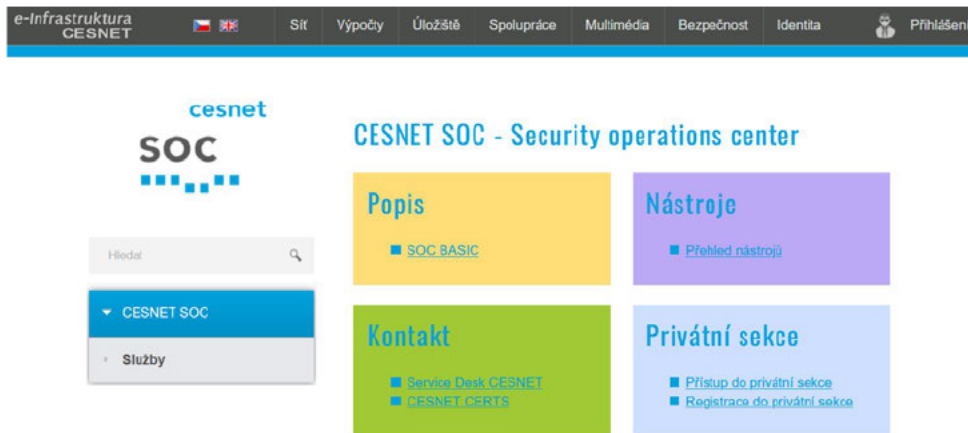 e-Infrastruktura
CESNET
Síť
Výpočty
Úložiště
Spolupráce
Multimédia
Bezpečnost
Identita
Přihlášení
cesnet
SOC
Hledat
CESNET SOC
Služby
CESNET SOC - Security operations center
Popis
SOC BASIC
Nástroje
Přehled nástrojů
Kontakt
Service Desk CESNET
CESNET CERTS
Privátní sekce
Přístup do privátní sekce
Registrace do privátní sekce